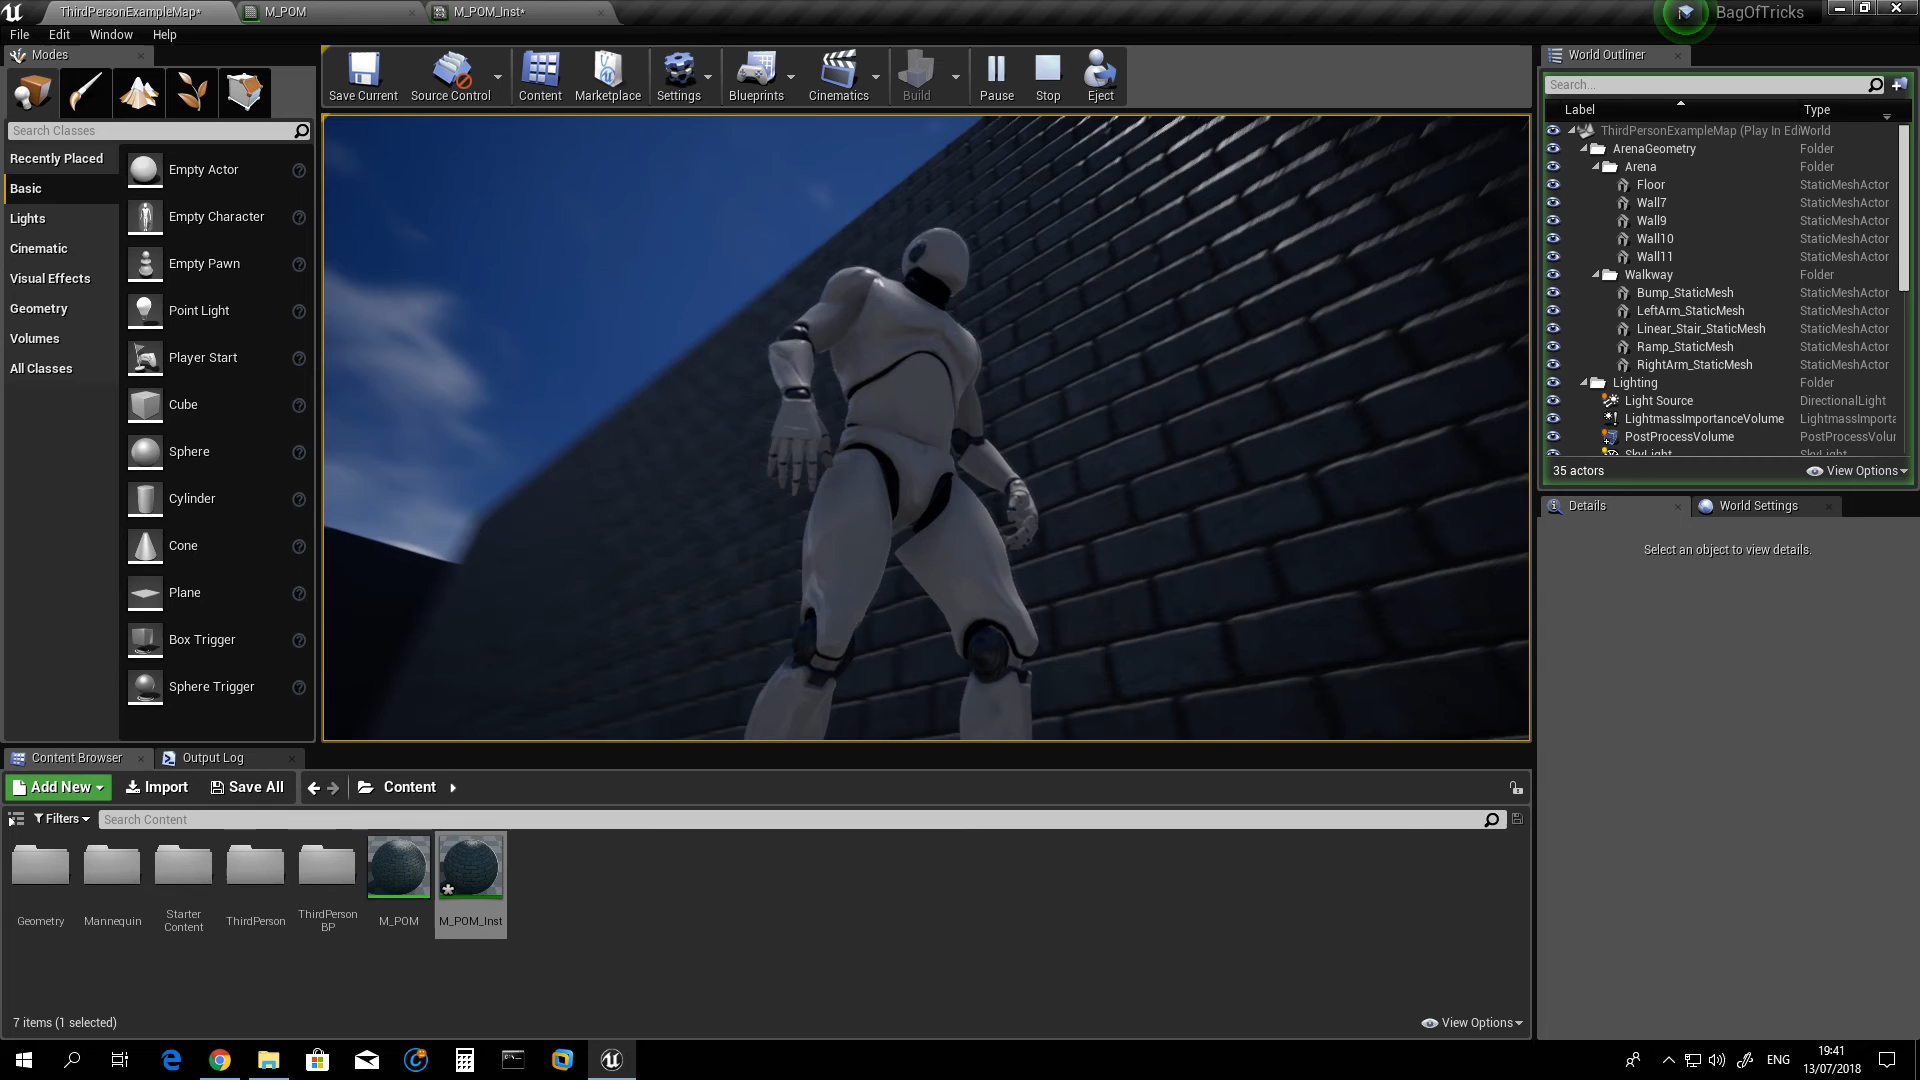 ThirdPersonExampleMap*
M_POM
M_POM_Inst*
BagOfTricks
File Edit Window Help
Modes
Search Classes
Recently Placed
Basic
Lights
Cinematic
Visual Effects
Geometry
Volumes
All Classes
Empty Actor
Empty Character
Empty Pawn
Point Light
Player Start
Cube
Sphere
Cylinder
Cone
Plane
Box Trigger
Sphere Trigger
Save Current
Source Control
Content
Marketplace
Settings
Blueprints
Cinematics
Build
Pause
Stop
Eject
World Outliner
Search...
Label Type
ThirdPersonExampleMap (Play In Edi World
ArenaGeometry Folder
Arena Folder
Floor StaticMeshActor
Wall7 StaticMeshActor
Wall9 StaticMeshActor
Wall10 StaticMeshActor
Wall11 StaticMeshActor
Walkway Folder
Bump_StaticMesh StaticMeshActor
LeftArm_StaticMesh StaticMeshActor
Linear_Stair_StaticMesh StaticMeshActor
Ramp_StaticMesh StaticMeshActor
RightArm_StaticMesh StaticMeshActor
Lighting Folder
Light Source DirectionalLight
LightmassImportanceVolume LightmassImporta
PostProcessVolume PostProcessVolur
SkyLight SkyLight
35 actors
View Options
Details
World Settings
Select an object to view details.
Content Browser
Output Log
Add New
Import
Save All
Content
Filters
Search Content
Geometry
Mannequin
Starter
Content
ThirdPerson
ThirdPerson
BP
M_POM
M_POM_Inst
7 items (1 selected)
View Options
ENG
19:41
13/07/2018